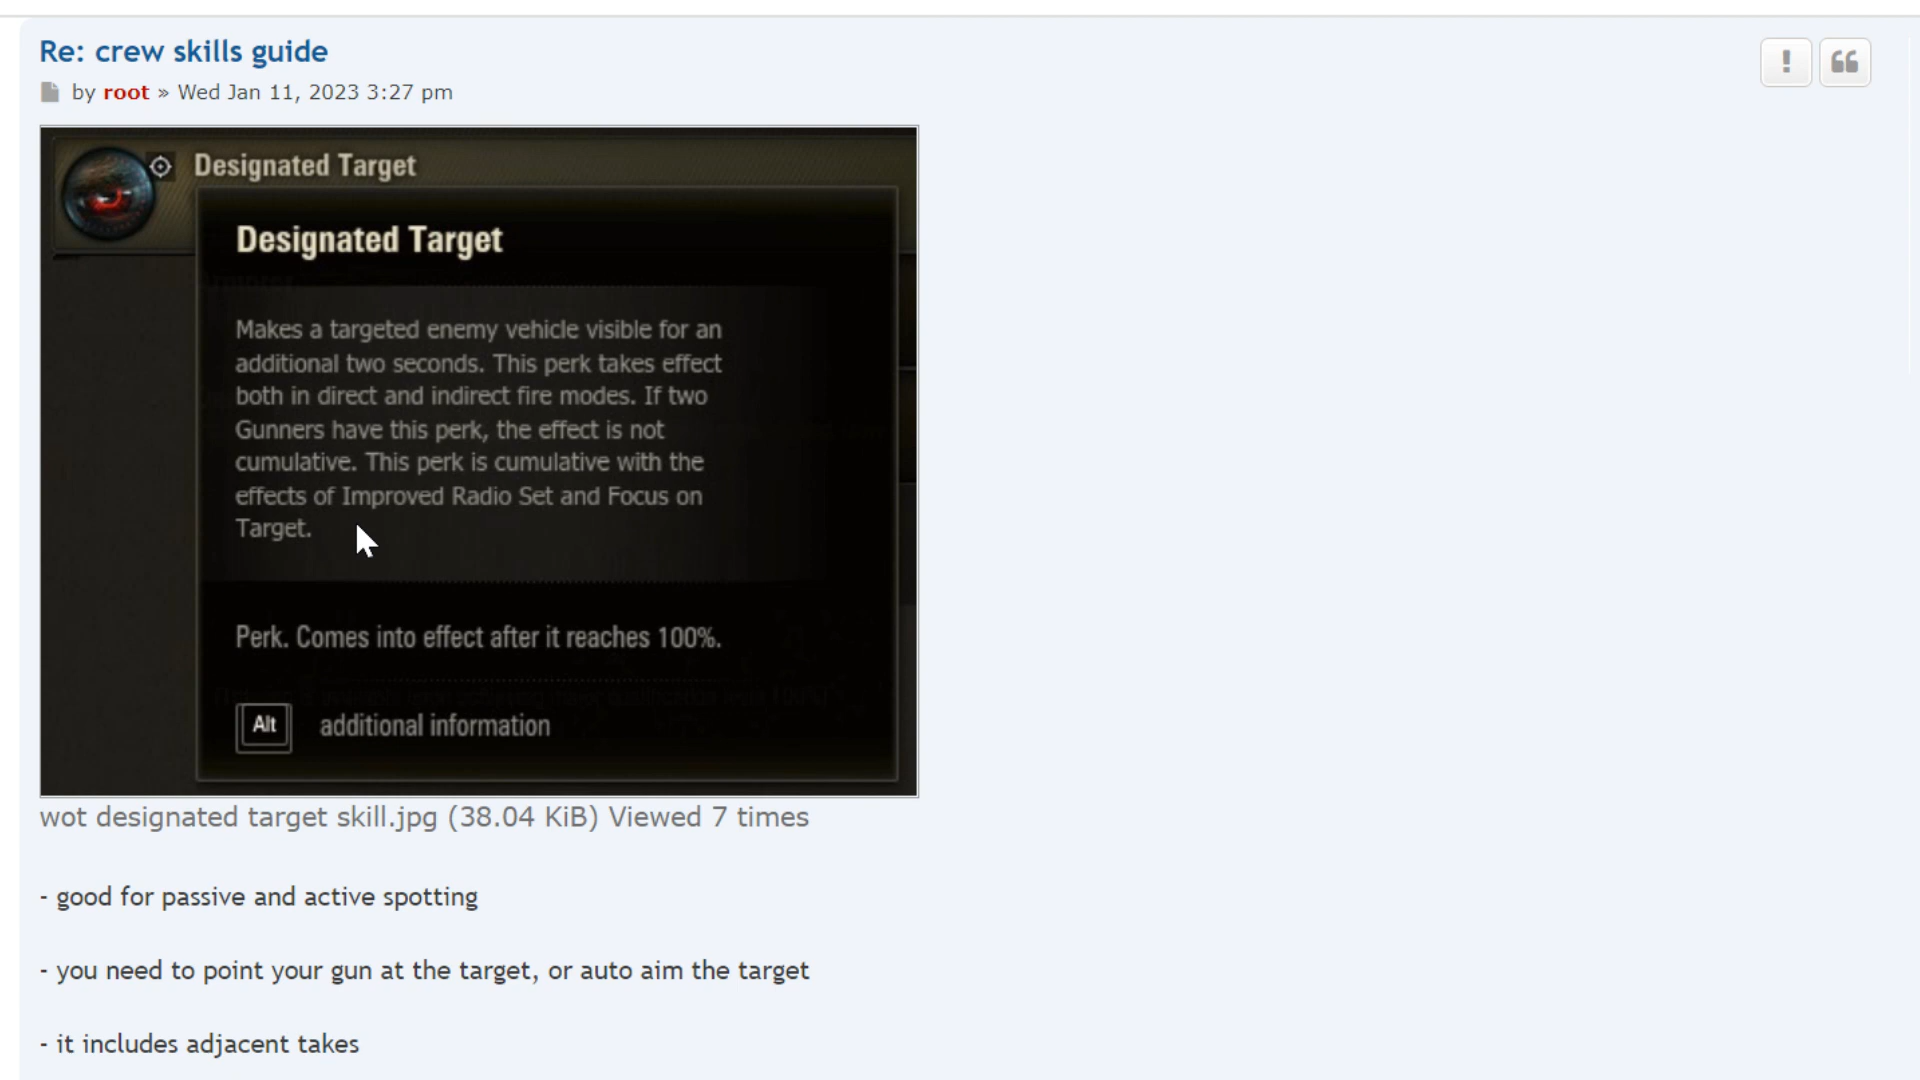 Re: crew skills guide
by root » Wed Jan 11, 2023 3:27 pm
Designated Target
Designated Target
Makes a targeted enemy vehicle visible for an
additional two seconds. This perk takes effect
both in direct and indirect fire modes. If two
Gunners have this perk, the effect is not
cumulative. This perk is cumulative with the
effects of Improved Radio Set and Focus on
Target.
Perk. Comes into effect after it reaches 100%.
Alt additional information
wot designated target skill.jpg (38.04 KiB) Viewed 7 times
- good for passive and active spotting
- you need to point your gun at the target, or auto aim the target
- it includes adjacent takes